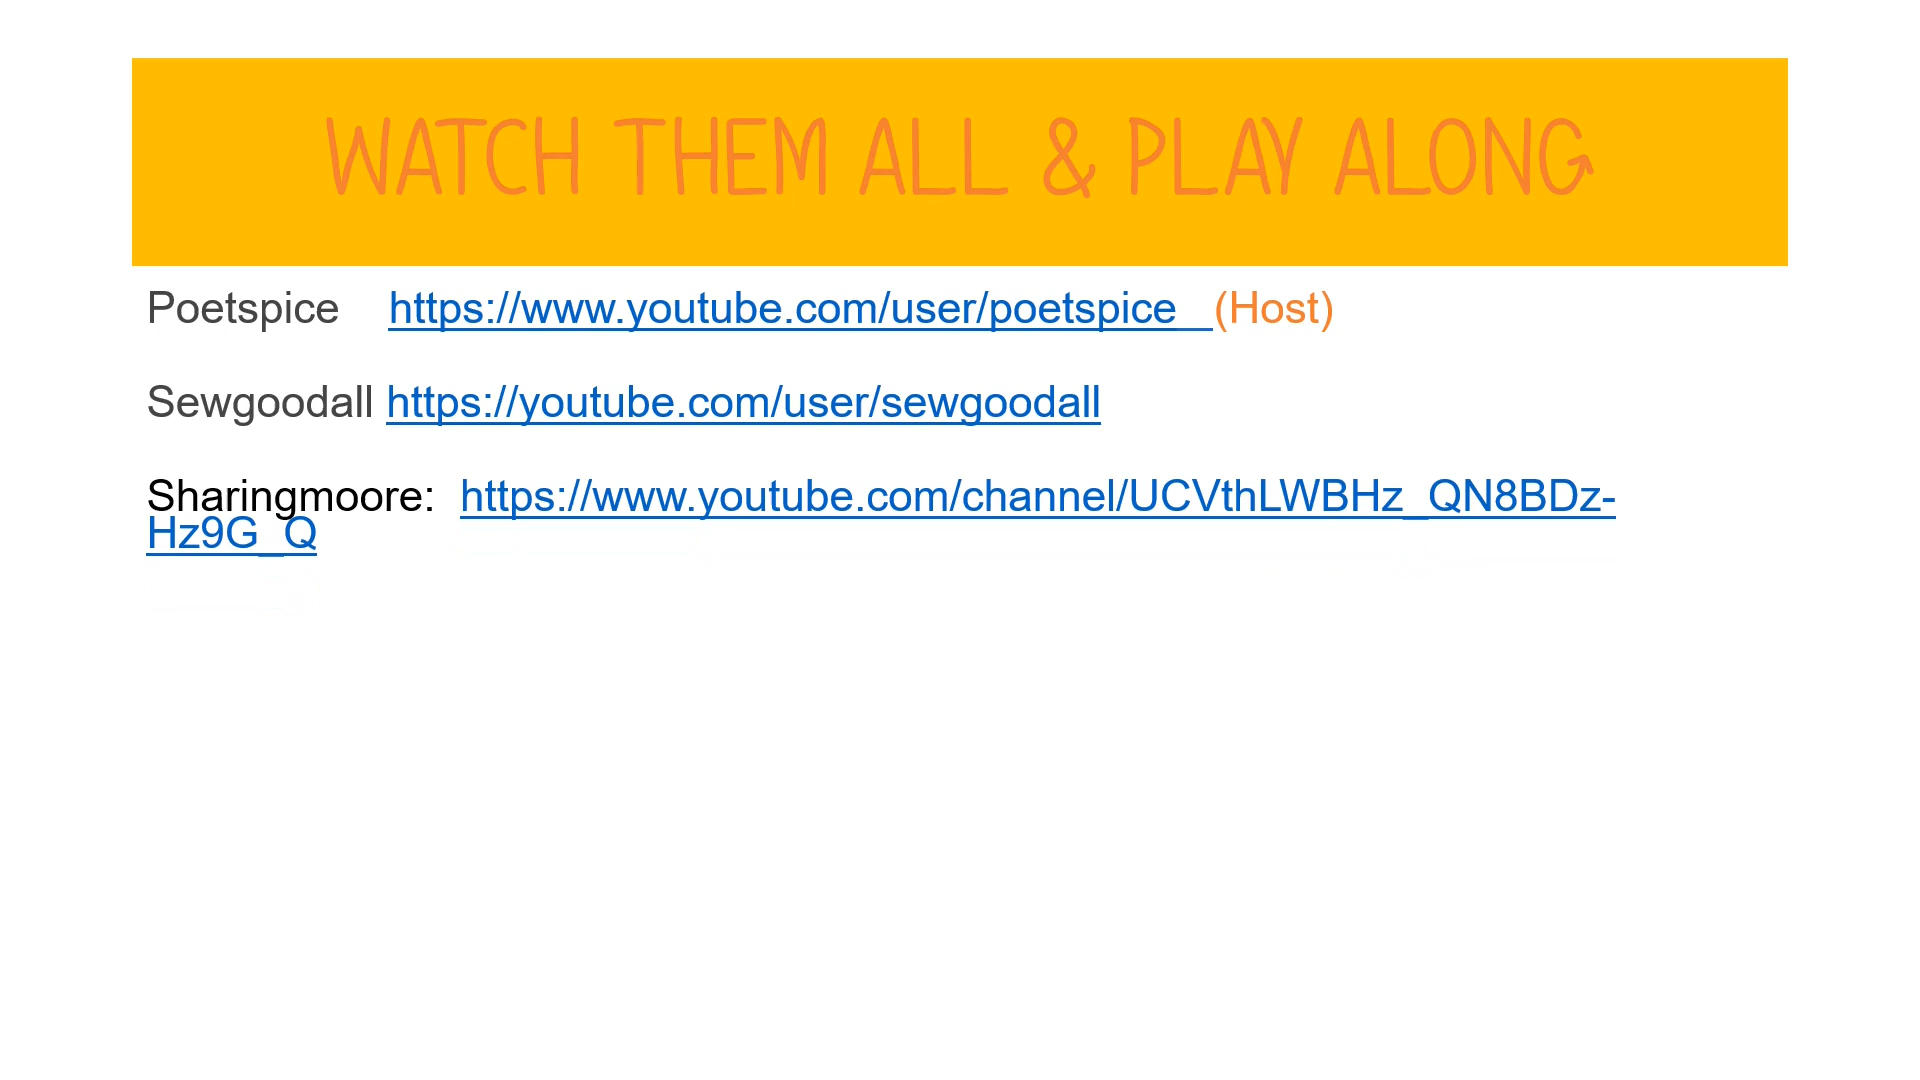 WATCH THEM ALL & PLAY ALONG
Poetspice https://www.youtube.com/user/poetspice (Host)
Sewgoodall https://youtube.com/user/sewgoodall
Sharingmoore: https://www.youtube.com/channel/UCVthLWBHz_QN8BDz-
Hz9G_Q